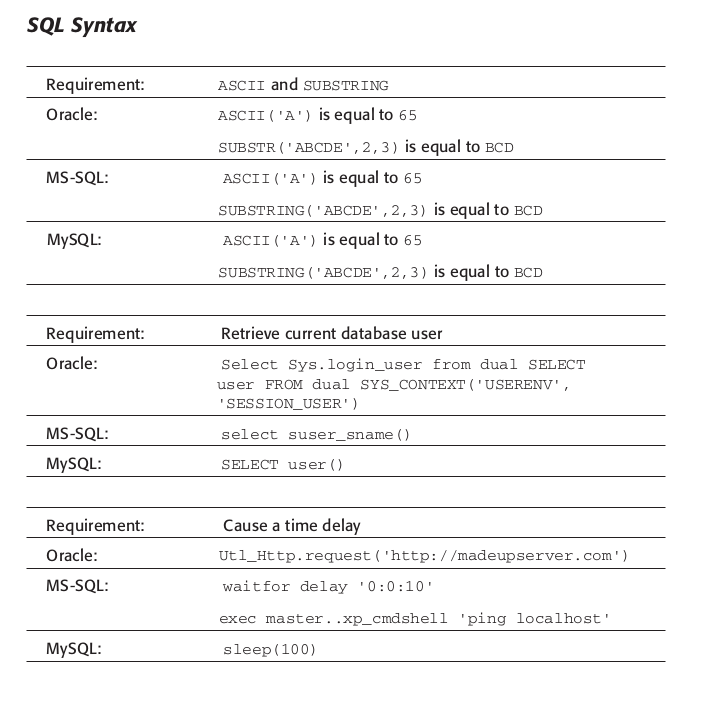 SQL Syntax
Requirement: ASCII and SUBSTRING
Oracle: ASCII('A') is equal to 65
SUBSTR('ABCDE',2,3) is equal to BCD
MS-SQL: ASCII('A') is equal to 65
SUBSTRING('ABCDE',2,3) is equal to BCD
MySQL: ASCII('A') is equal to 65
SUBSTRING('ABCDE',2,3) is equal to BCD
Requirement: Retrieve current database user
Oracle: Select Sys.login_user from dual SELECT
user FROM dual SYS_CONTEXT('USERENV',
'SESSION_USER')
MS-SQL: select suser_sname()
MySQL: SELECT user()
Requirement: Cause a time delay
Oracle: Utl_Http.request('http://madeupserver.com')
MS-SQL: waitfor delay '0:0:10'
exec master..xp_cmdshell 'ping localhost'
MySQL: sleep(100)